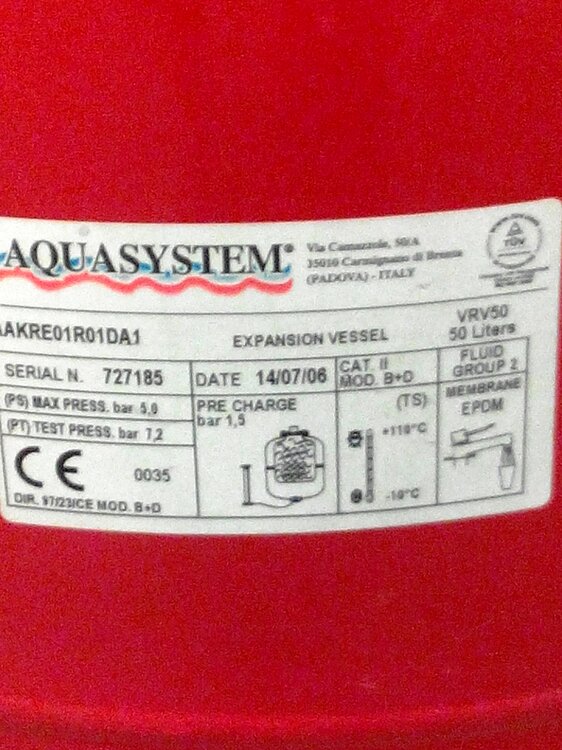 AQUASYSTEM®
Via Camazzole, 50/A
35010 Carmignano di Brenta
(PADOVA) - ITALY
TÜV
AKRE01R01DA1
EXPANSION VESSEL
VRV50
50 Liters
SERIAL N. 727185
DATE 14/07/06
CAT. II
MOD. B+D
FLUID
GROUP 2
(PS) MAX PRESS. bar 5,0
(PT) TEST PRESS. bar 7,2
PRE CHARGE
bar 1,5
(TS)
+110°C
-10°C
MEMBRANE
EPDM
CE 0035
DIR. 97/23/CE MOD. B+D